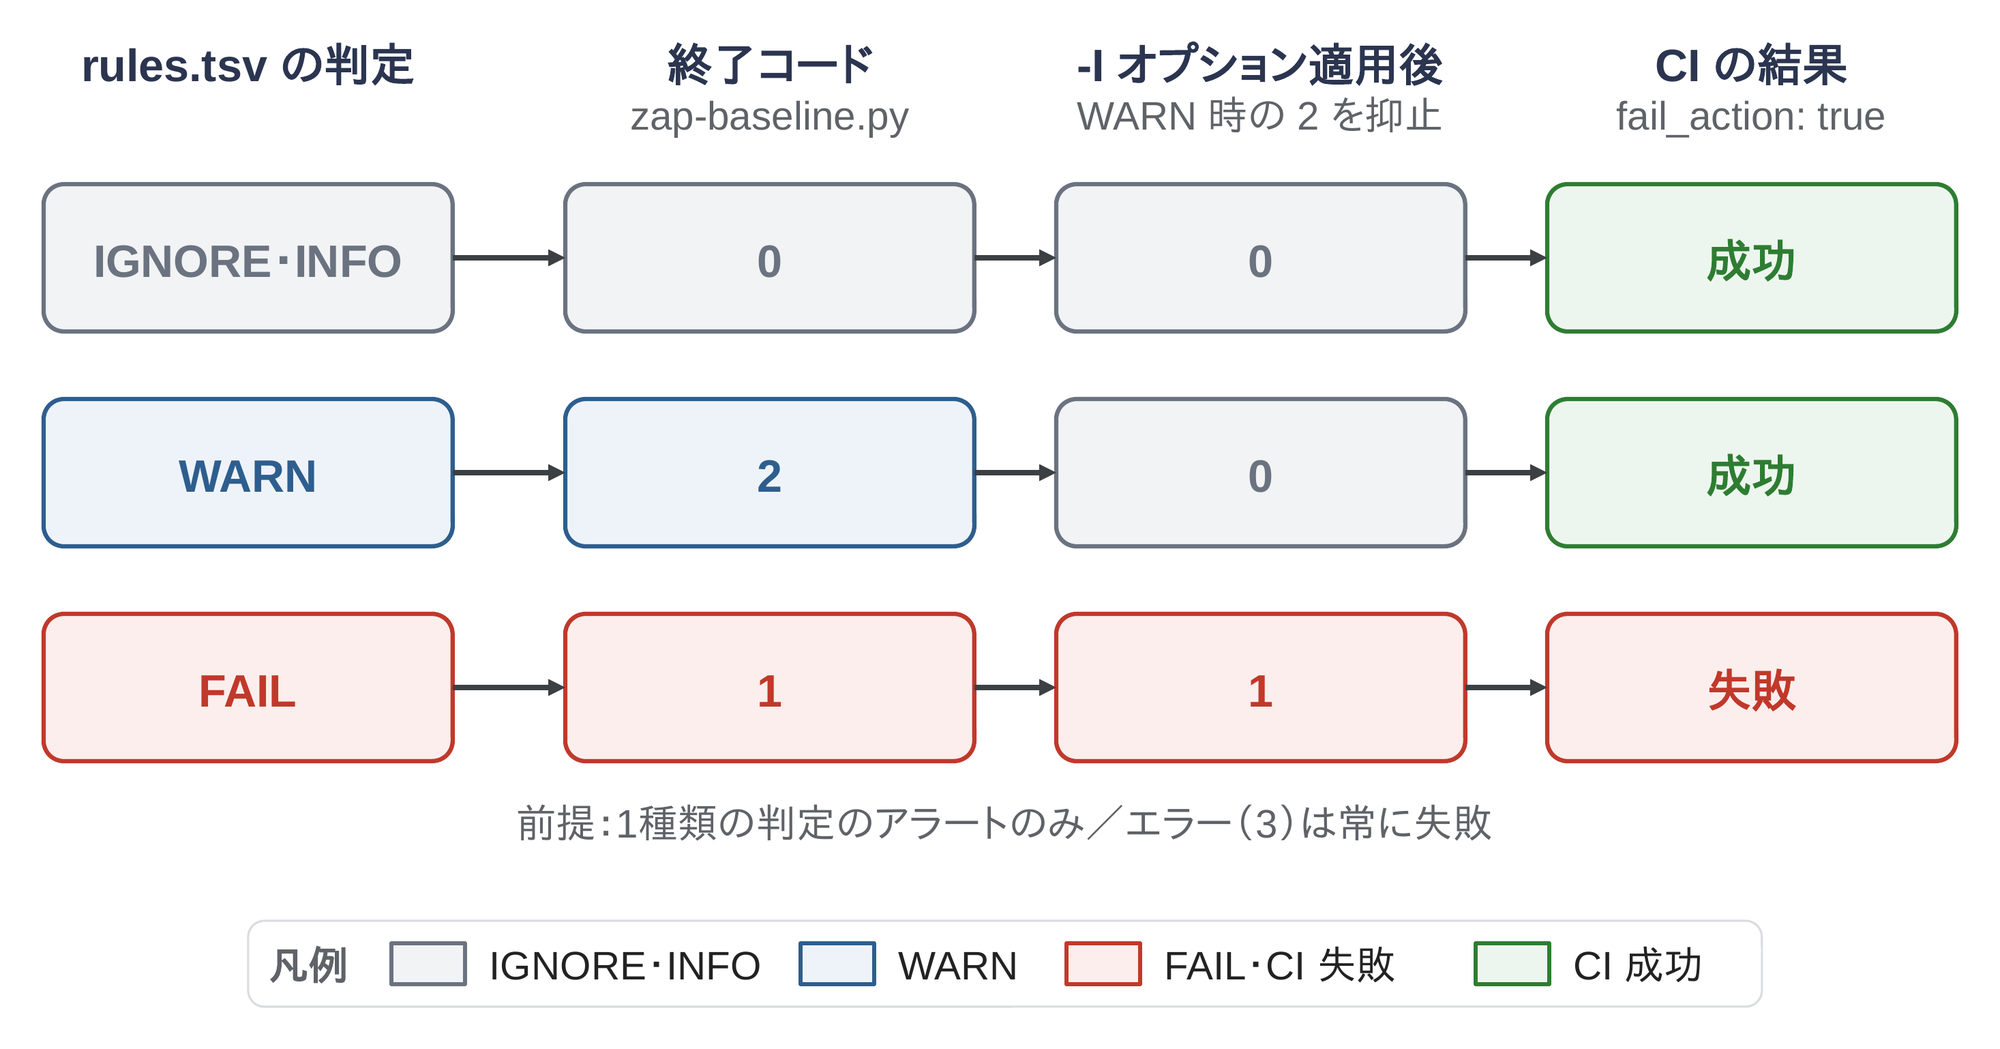 rules.tsv の判定
終了コード
zap-baseline.py
-I オプション適用後
WARN 時の 2 を抑止
CI の結果
fail_action: true
IGNORE･INFO
0
0
成功
WARN
2
0
成功
FAIL
1
1
失敗
前提：1種類の判定のアラートのみ／エラー（3）は常に失敗
凡例
IGNORE･INFO
WARN
FAIL･CI 失敗
CI 成功